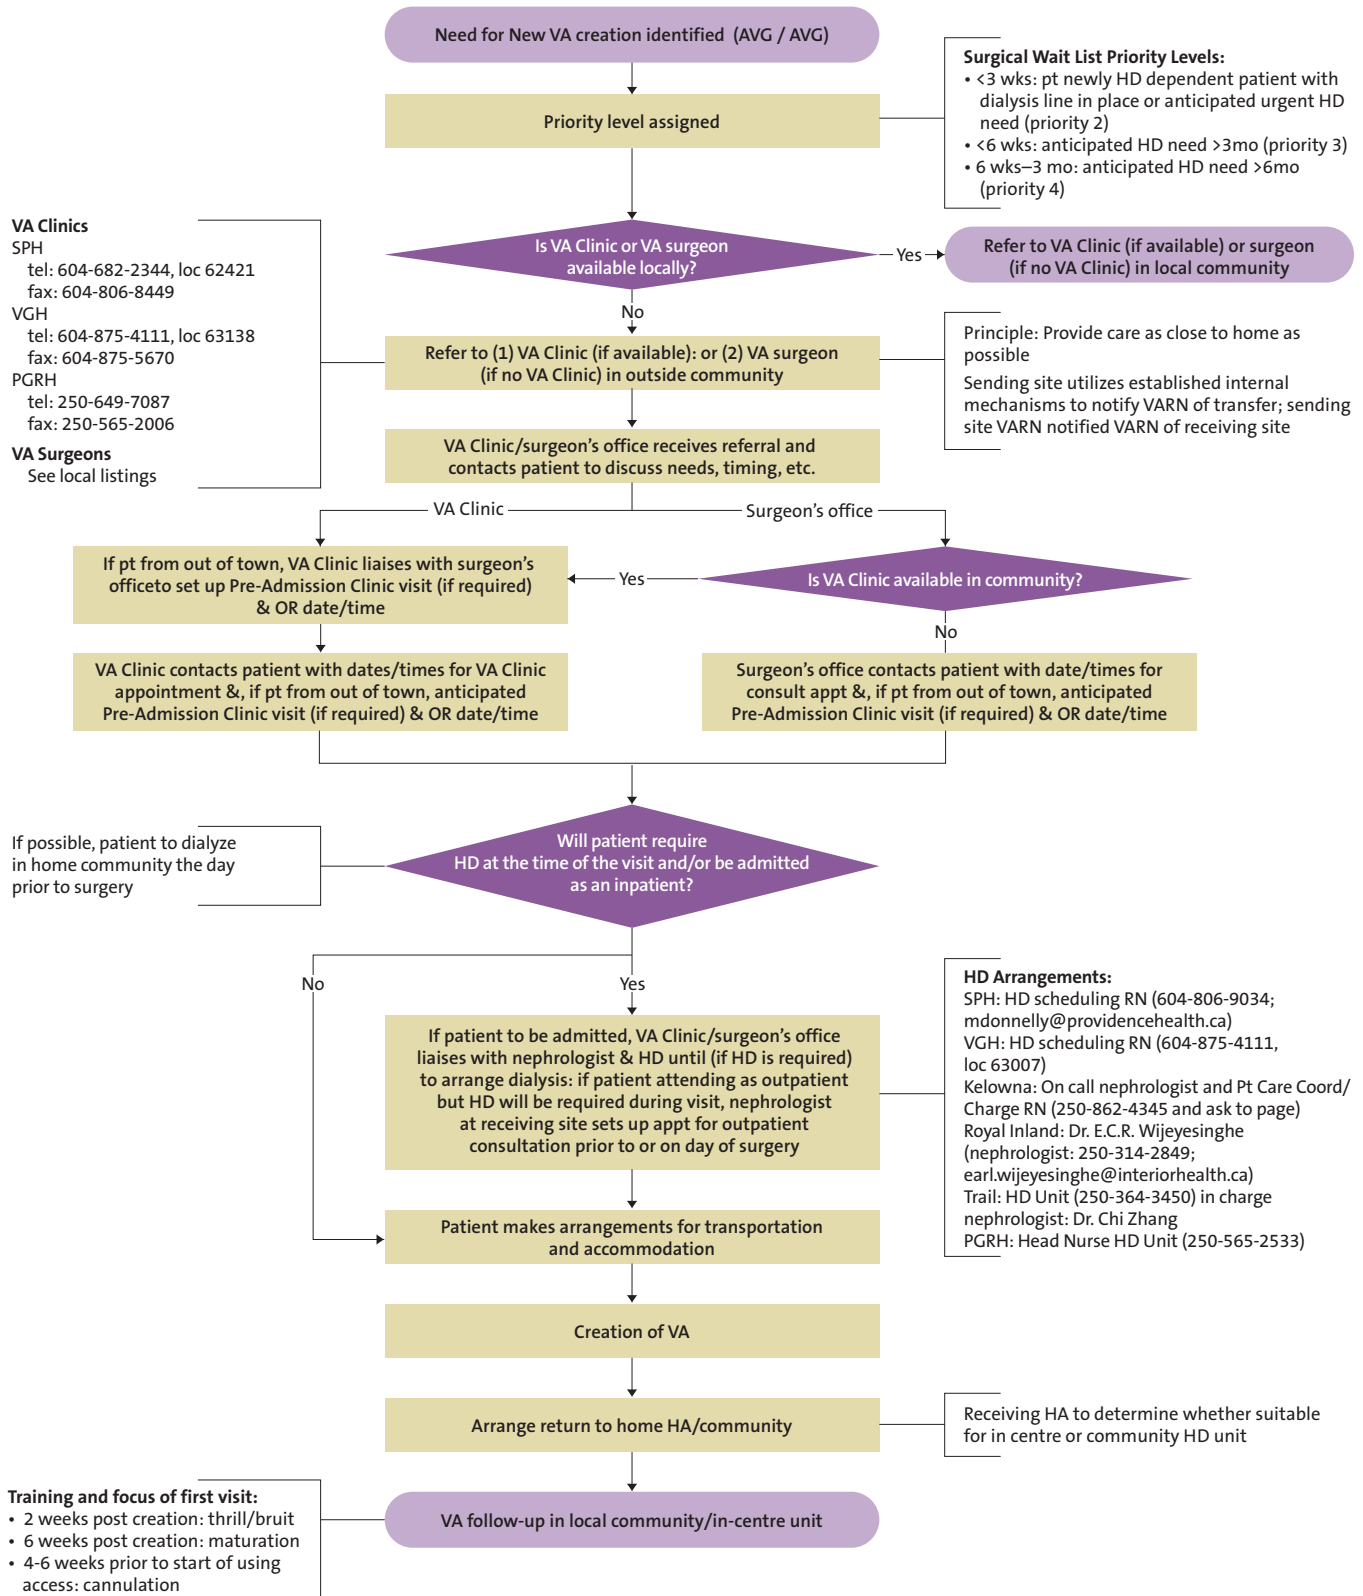 Need for New VA creation identified (AVG / AVG)
Surgical Wait List Priority Levels:
• <3 wks: pt newly HD dependent patient with
dialysis line in place or anticipated urgent HD
need (priority 2)
• <6 wks: anticipated HD need >3mo (priority 3)
• 6 wks–3 mo: anticipated HD need >6mo
(priority 4)
Priority level assigned
VA Clinics
SPH
tel: 604-682-2344, loc 62421
fax: 604-806-8449
VGH
tel: 604-875-4111, loc 63138
fax: 604-875-5670
PGRH
tel: 250-649-7087
fax: 250-565-2006
VA Surgeons
See local listings
Is VA Clinic or VA surgeon
available locally?
Yes
Refer to VA Clinic (if available) or surgeon
(if no VA Clinic) in local community
No
Refer to (1) VA Clinic (if available): or (2) VA surgeon
(if no VA Clinic) in outside community
Principle: Provide care as close to home as
possible
Sending site utilizes established internal
mechanisms to notify VARN of transfer; sending
site VARN notified VARN of receiving site
VA Clinic/surgeon's office receives referral and
contacts patient to discuss needs, timing, etc.
VA Clinic
Surgeon's office
If pt from out of town, VA Clinic liaises with surgeon's
officeto set up Pre-Admission Clinic visit (if required)
& OR date/time
Yes
Is VA Clinic available in community?
No
VA Clinic contacts patient with dates/times for VA Clinic
appointment &, if pt from out of town, anticipated
Pre-Admission Clinic visit (if required) & OR date/time
Surgeon's office contacts patient with date/times for
consult appt &, if pt from out of town, anticipated
Pre-Admission Clinic visit (if required) & OR date/time
If possible, patient to dialyze
in home community the day
prior to surgery
Will patient require
HD at the time of the visit and/or be admitted
as an inpatient?
No
Yes
If patient to be admitted, VA Clinic/surgeon's office
liaises with nephrologist & HD until (if HD is required)
to arrange dialysis: if patient attending as outpatient
but HD will be required during visit, nephrologist
at receiving site sets up appt for outpatient
consultation prior to or on day of surgery
HD Arrangements:
SPH: HD scheduling RN (604-806-9034;
mdonnelly@providencehealth.ca)
VGH: HD scheduling RN (604-875-4111,
loc 63007)
Kelowna: On call nephrologist and Pt Care Coord/
Charge RN (250-862-4345 and ask to page)
Royal Inland: Dr. E.C.R. Wijeyesinghe
(nephrologist: 250-314-2849;
earl.wijeyesinghe@interiorhealth.ca)
Trail: HD Unit (250-364-3450) in charge
nephrologist: Dr. Chi Zhang
PGRH: Head Nurse HD Unit (250-565-2533)
Patient makes arrangements for transportation
and accommodation
Creation of VA
Arrange return to home HA/community
Receiving HA to determine whether suitable
for in centre or community HD unit
Training and focus of first visit:
• 2 weeks post creation: thrill/bruit
• 6 weeks post creation: maturation
• 4-6 weeks prior to start of using
access: cannulation
VA follow-up in local community/in-centre unit